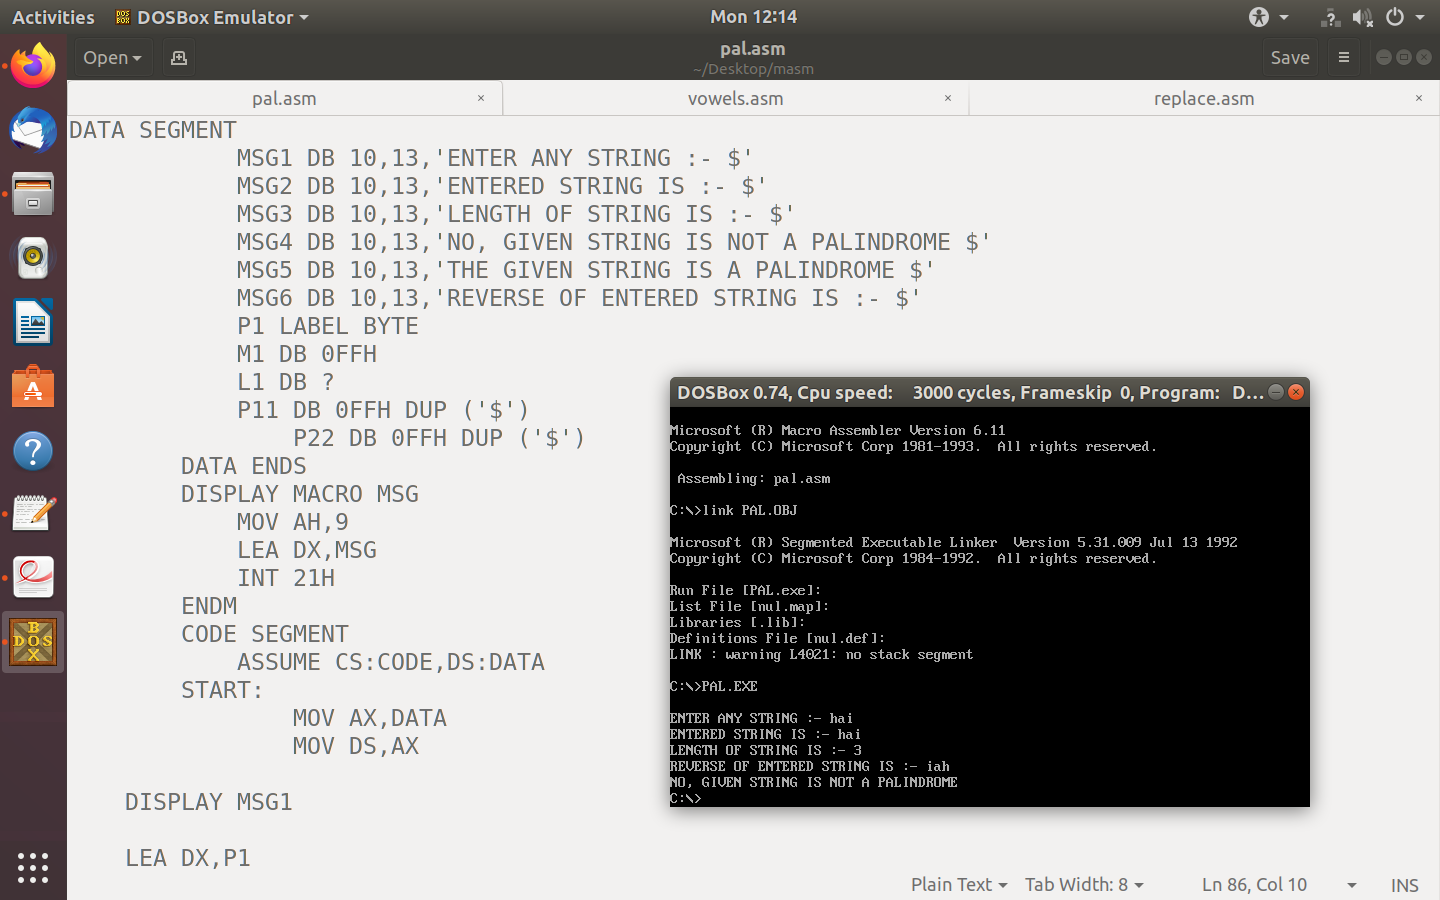 Activities DOSBox Emulator Mon 12:14
Open pal.asm Save
~/Desktop/masm
pal.asm × vowels.asm × replace.asm ×
DATA SEGMENT
MSG1 DB 10,13,'ENTER ANY STRING :- $'
MSG2 DB 10,13,'ENTERED STRING IS :- $'
MSG3 DB 10,13,'LENGTH OF STRING IS :- $'
MSG4 DB 10,13,'NO, GIVEN STRING IS NOT A PALINDROME $'
MSG5 DB 10,13,'THE GIVEN STRING IS A PALINDROME $'
MSG6 DB 10,13,'REVERSE OF ENTERED STRING IS :- $'
P1 LABEL BYTE
M1 DB 0FFH
L1 DB ?
P11 DB 0FFH DUP ('$')
P22 DB 0FFH DUP ('$')
DATA ENDS
DISPLAY MACRO MSG
MOV AH,9
LEA DX,MSG
INT 21H
ENDM
CODE SEGMENT
ASSUME CS:CODE,DS:DATA
START:
MOV AX,DATA
MOV DS,AX
DISPLAY MSG1
LEA DX,P1
DOSBox 0.74, Cpu speed: 3000 cycles, Frameskip 0, Program: D...
Microsoft (R) Macro Assembler Version 6.11
Copyright (C) Microsoft Corp 1981-1993. All rights reserved.
Assembling: pal.asm
C:\>link PAL.OBJ
Microsoft (R) Segmented Executable Linker Version 5.31.009 Jul 13 1992
Copyright (C) Microsoft Corp 1984-1992. All rights reserved.
Run File [PAL.exe]:
List File [nul.map]:
Libraries [.lib]:
Definitions File [nul.def]:
LINK : warning L4021: no stack segment
C:\>PAL.EXE
ENTER ANY STRING :- hai
ENTERED STRING IS :- hai
LENGTH OF STRING IS :- 3
REVERSE OF ENTERED STRING IS :- iah
NO, GIVEN STRING IS NOT A PALINDROME
C:\>
Plain Text Tab Width: 8 Ln 86, Col 10 INS